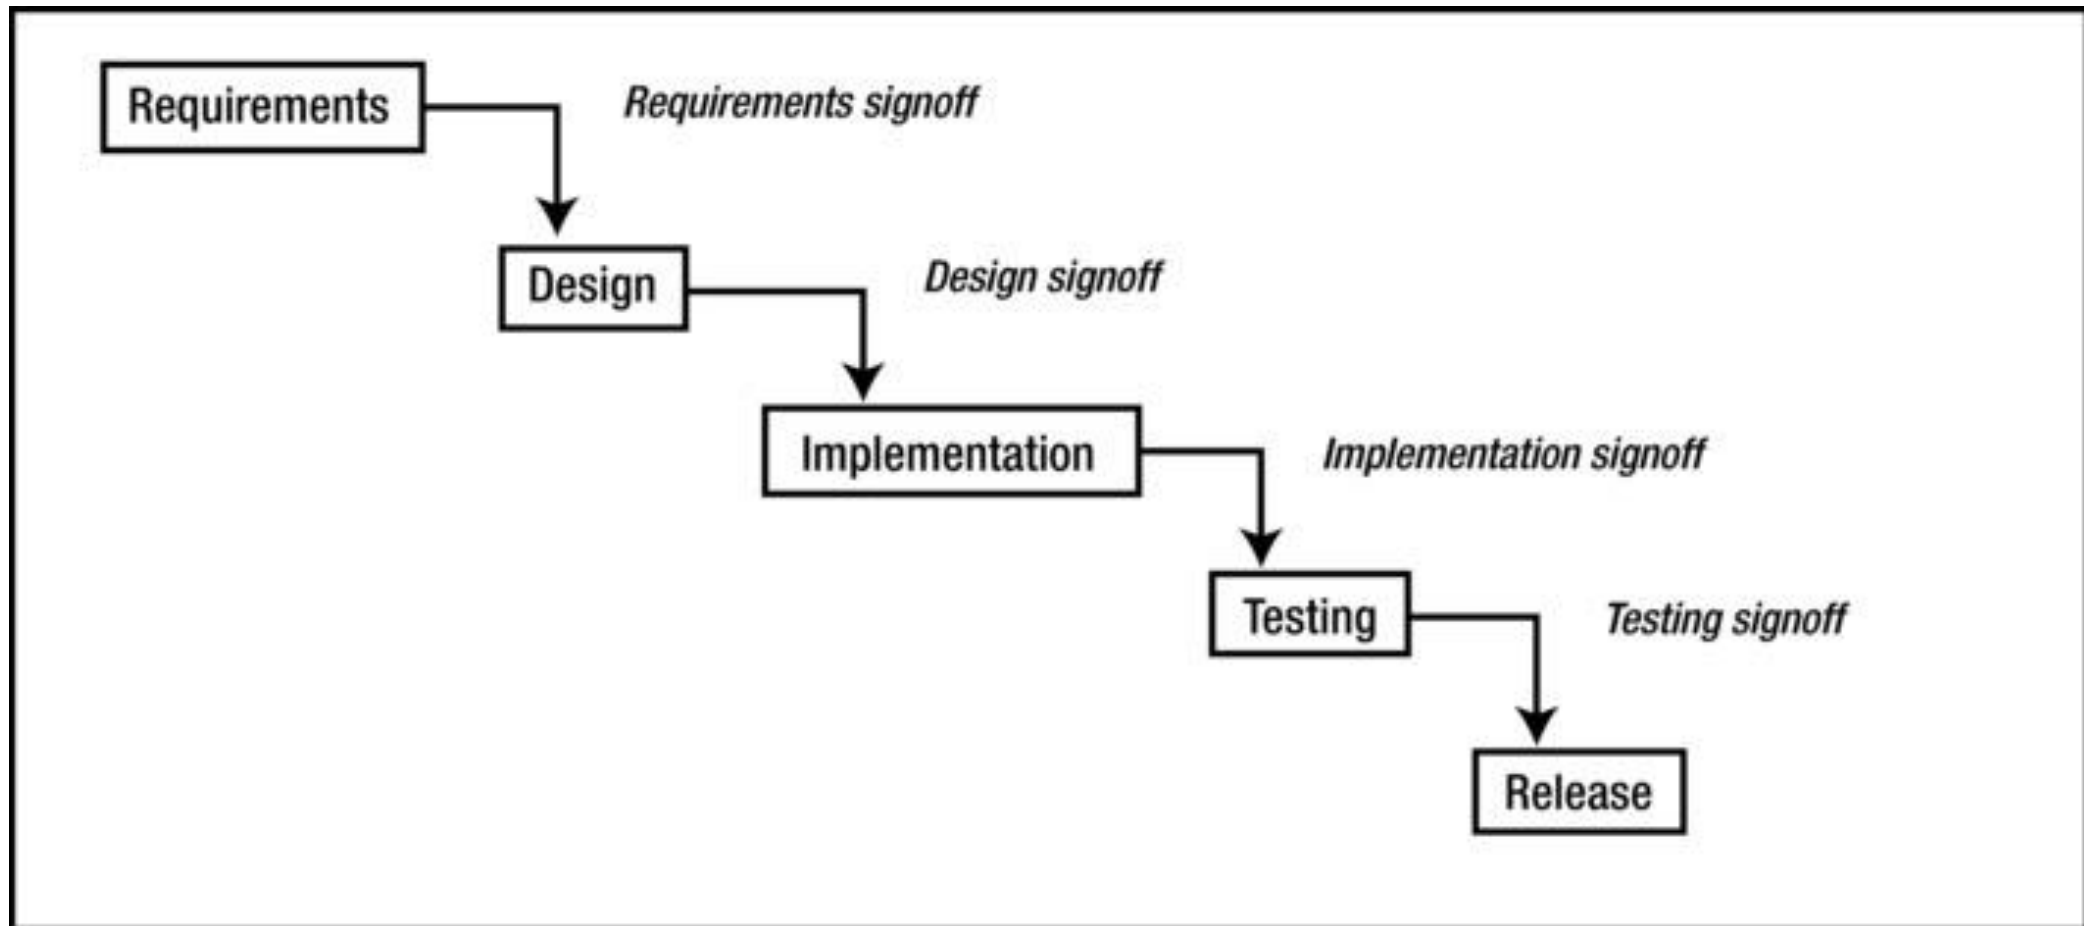 Requirements
Requirements signoff
Design
Design signoff
Implementation
Implementation signoff
Testing
Testing signoff
Release